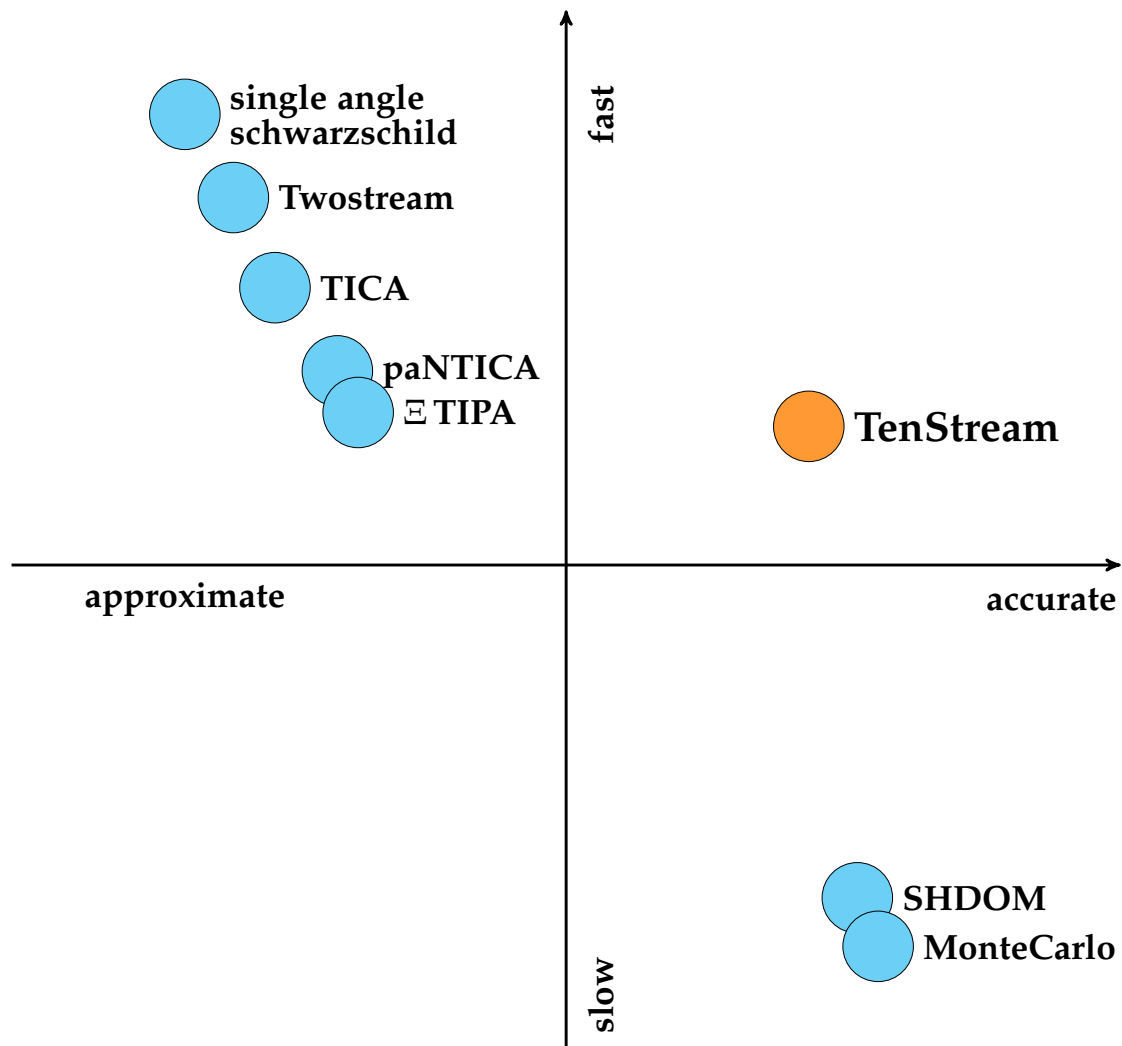 fast
single angle
schwarzschild
Twostream
TICA
paNTICA
Ξ TIPA
TenStream
approximate
accurate
SHDOM
MonteCarlo
slow